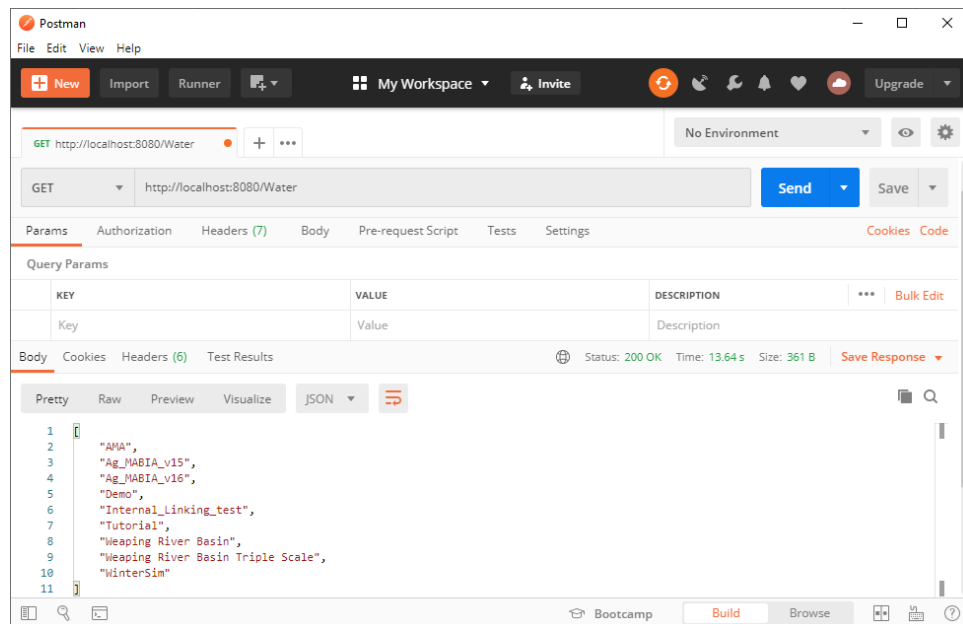 Postman
File Edit View Help
New Import Runner My Workspace Invite Upgrade
GET http://localhost:8080/Water + ••• No Environment
GET http://localhost:8080/Water Send Save
Params Authorization Headers (7) Body Pre-request Script Tests Settings Cookies Code
Query Params
KEY VALUE DESCRIPTION ••• Bulk Edit
Key Value Description
Body Cookies Headers (6) Test Results Status: 200 OK Time: 13.64 s Size: 361 B Save Response
Pretty Raw Preview Visualize JSON
1 [
2 "AMA",
3 "Ag_MABIA_v15",
4 "Ag_MABIA_v16",
5 "Demo",
6 "Internal_Linking_test",
7 "Tutorial",
8 "Weaping River Basin",
9 "Weaping River Basin Triple Scale",
10 "WinterSim"
11 ]
Bootcamp Build Browse